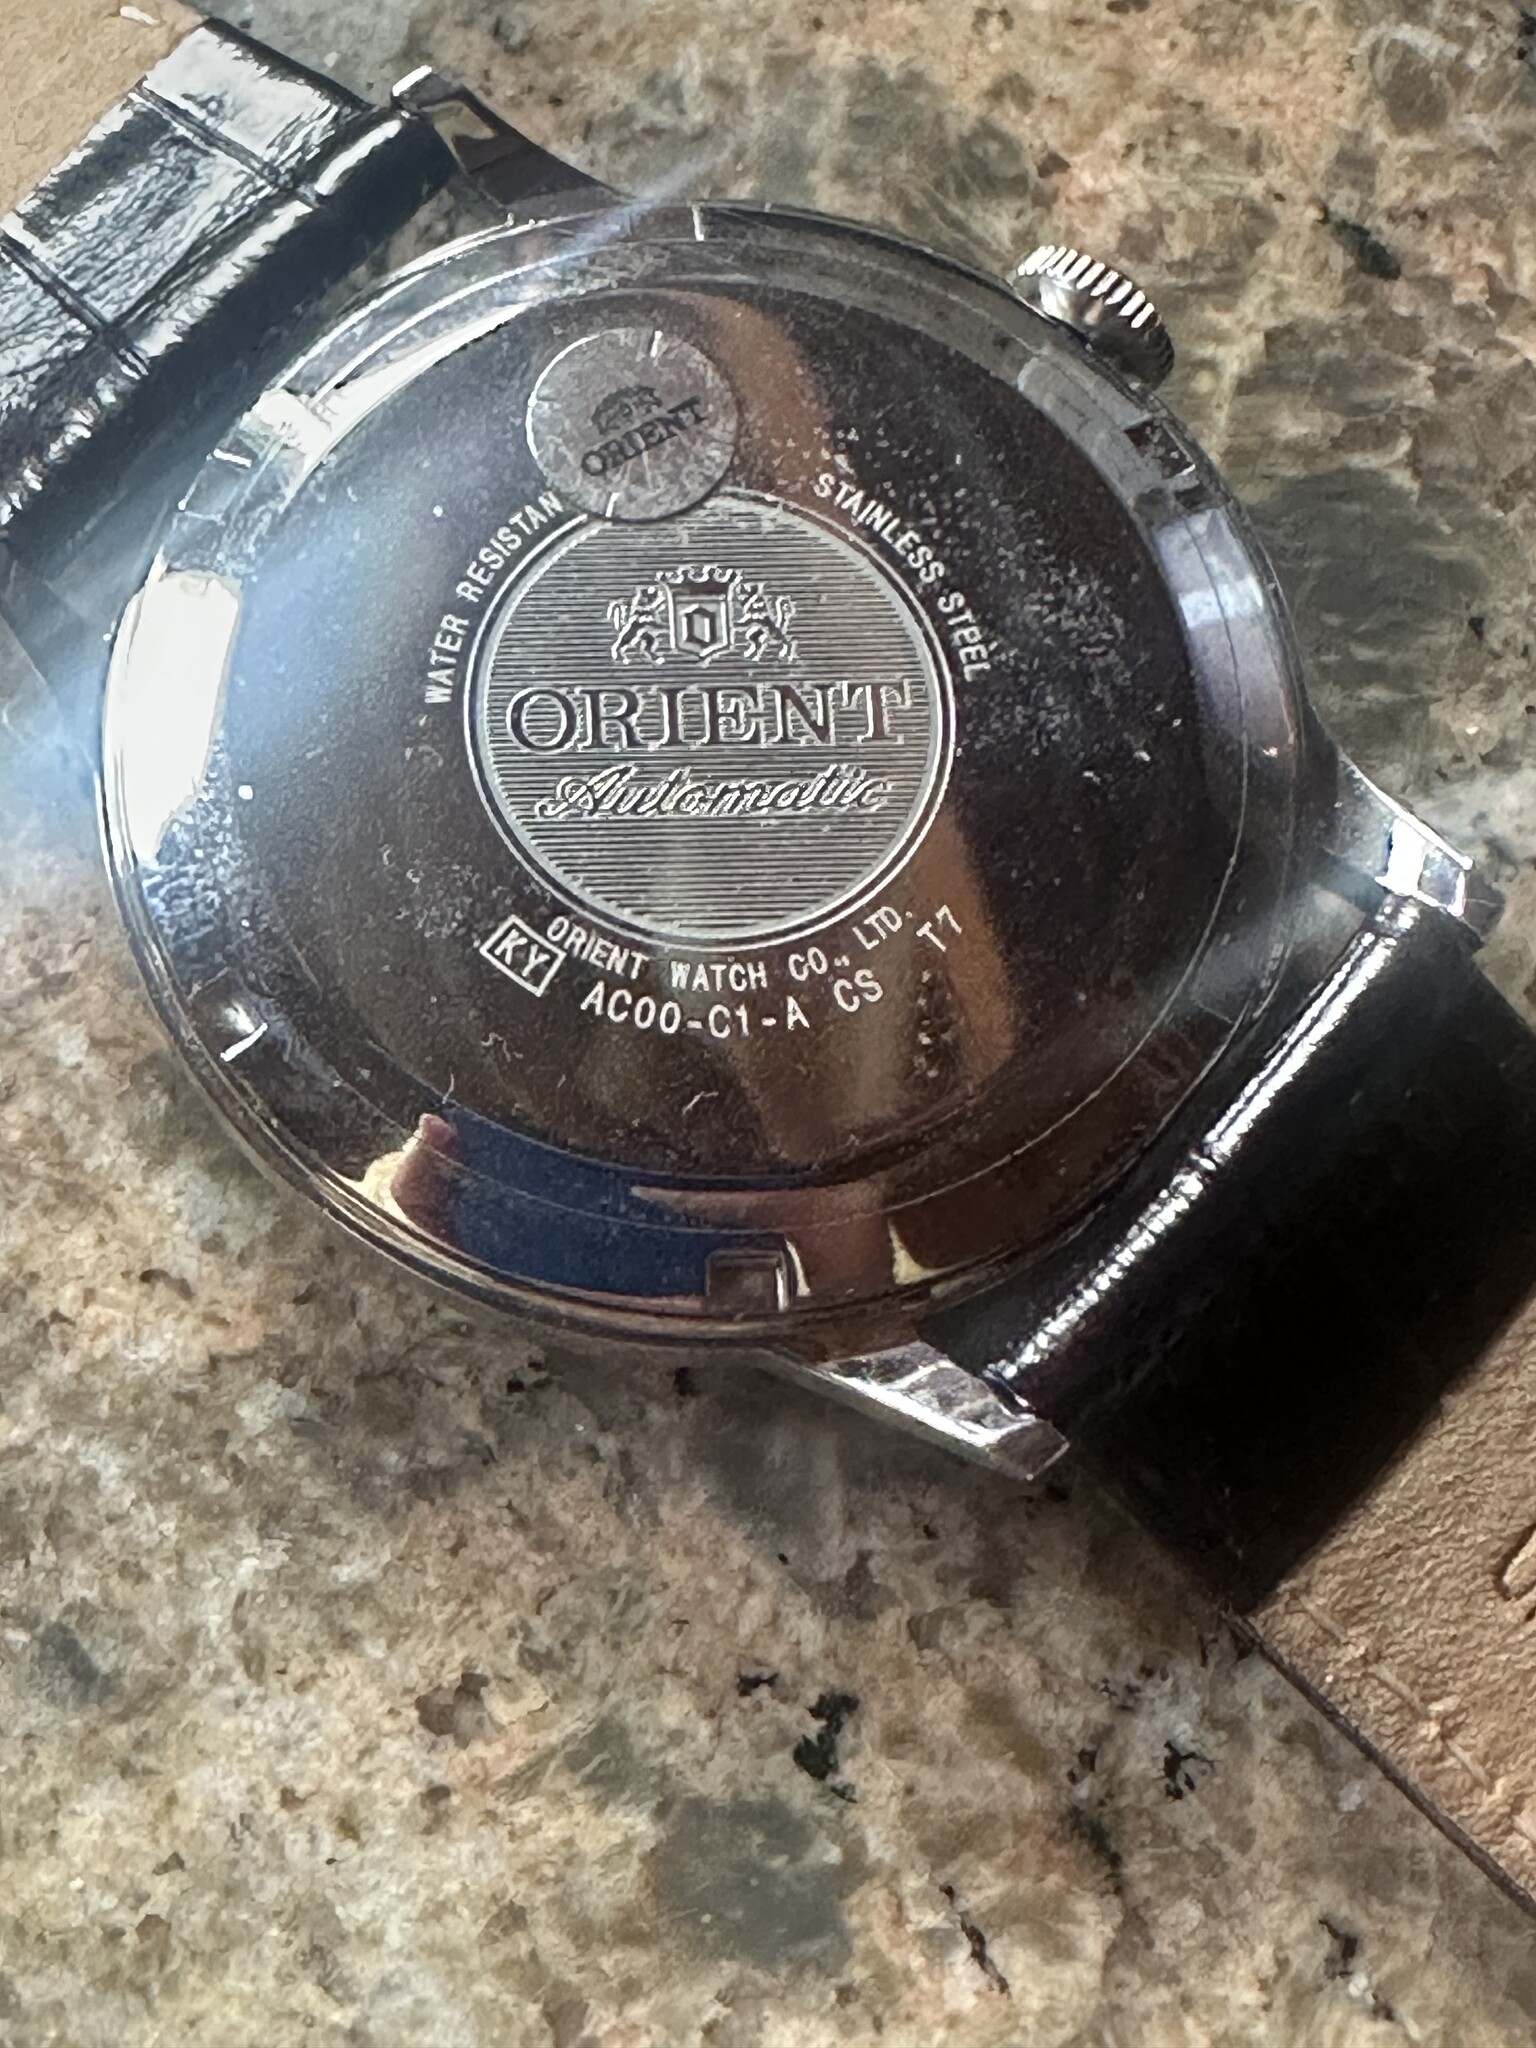 ORIENT
WATER RESISTAN
STAINLESS STEEL
ORIENT
Automatic
ORIENT WATCH CO., LTD.
KY AC00-C1-A CS T7